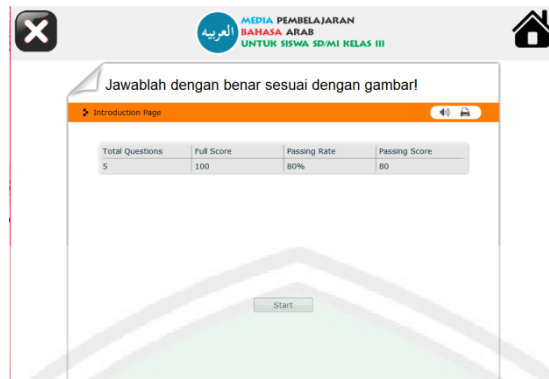 العربيه
MEDIA PEMBELAJARAN
BAHASA ARAB
UNTUK SISWA SD/MI KELAS III
Jawablah dengan benar sesuai dengan gambar!
Introduction Page
Total Questions Full Score Passing Rate Passing Score
5 100 80% 80
Start